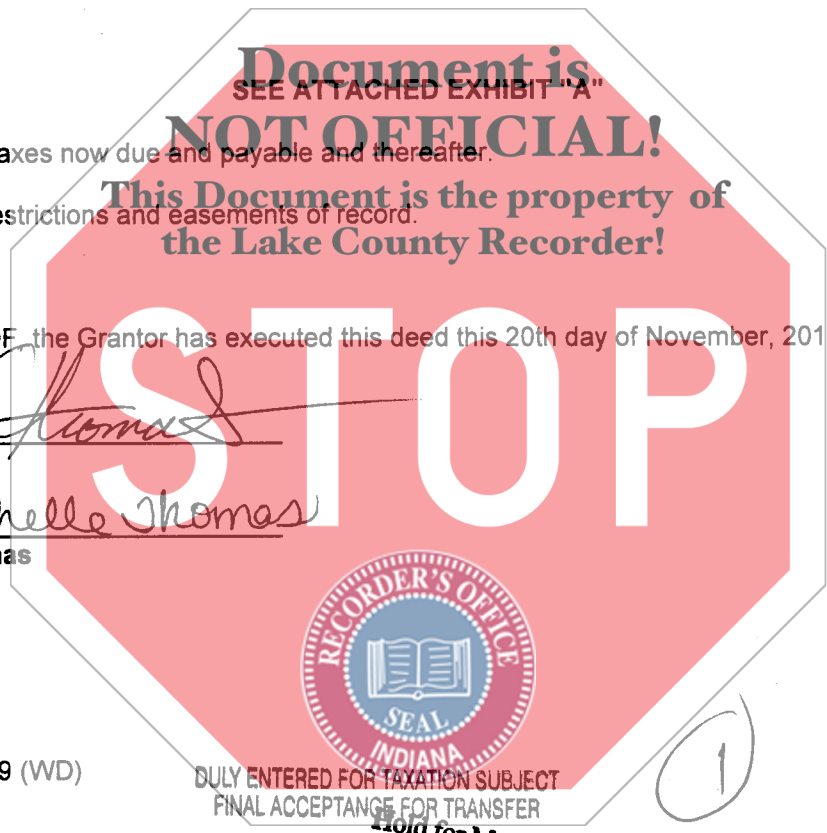 Document is
SEE ATTACHED EXHIBIT "A"
NOT OFFICIAL!
axes now due and payable and thereafter.
This Document is the property of
strictions and easements of record.
the Lake County Recorder!
F, the Grantor has executed this deed this 20th day of November, 201
STOP
Thomas
helle Thomas
as
RECORDER'S OFFICE
SEAL
INDIANA
9 (WD)
DULY ENTERED FOR TAXATION SUBJECT
FINAL ACCEPTANCE FOR TRANSFER
Hold for
1